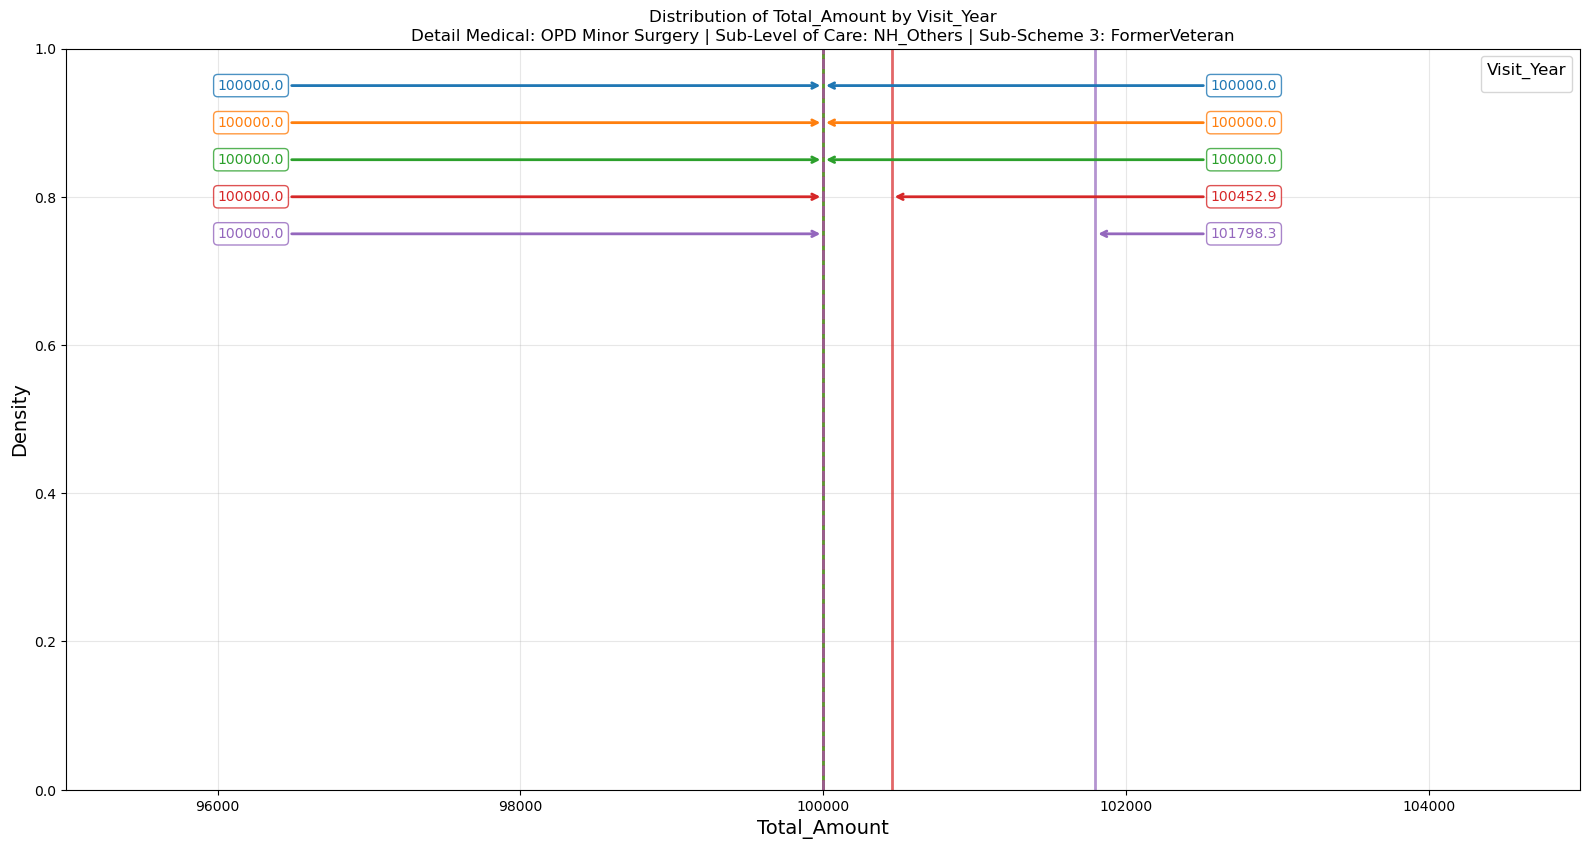 Distribution of Total_Amount by Visit_Year
Detail Medical: OPD Minor Surgery | Sub-Level of Care: NH_Others | Sub-Scheme 3: FormerVeteran
Visit_Year
1.0
0.8
0.6
0.4
0.2
0.0
Density
100000.0 100000.0
100000.0 100000.0
100000.0 100000.0
100000.0 100452.9
100000.0 101798.3
96000 98000 100000 102000 104000
Total_Amount